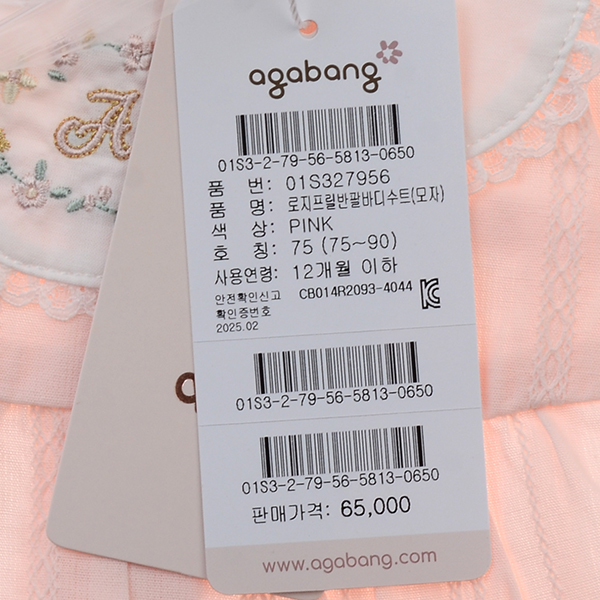 agabang
01S3-2-79-56-5813-0650
품 번: 01S327956
품 명: 로지프릴반팔바디수트(모자)
색 상: PINK
호 칭: 75 (75~90)
사용연령: 12개월 이하
안전확인신고 CB014R2093-4044
확인증번호
2025.02
01S3-2-79-56-5813-0650
01S3-2-79-56-5813-0650
판매가격: 65,000
www.agabang.com